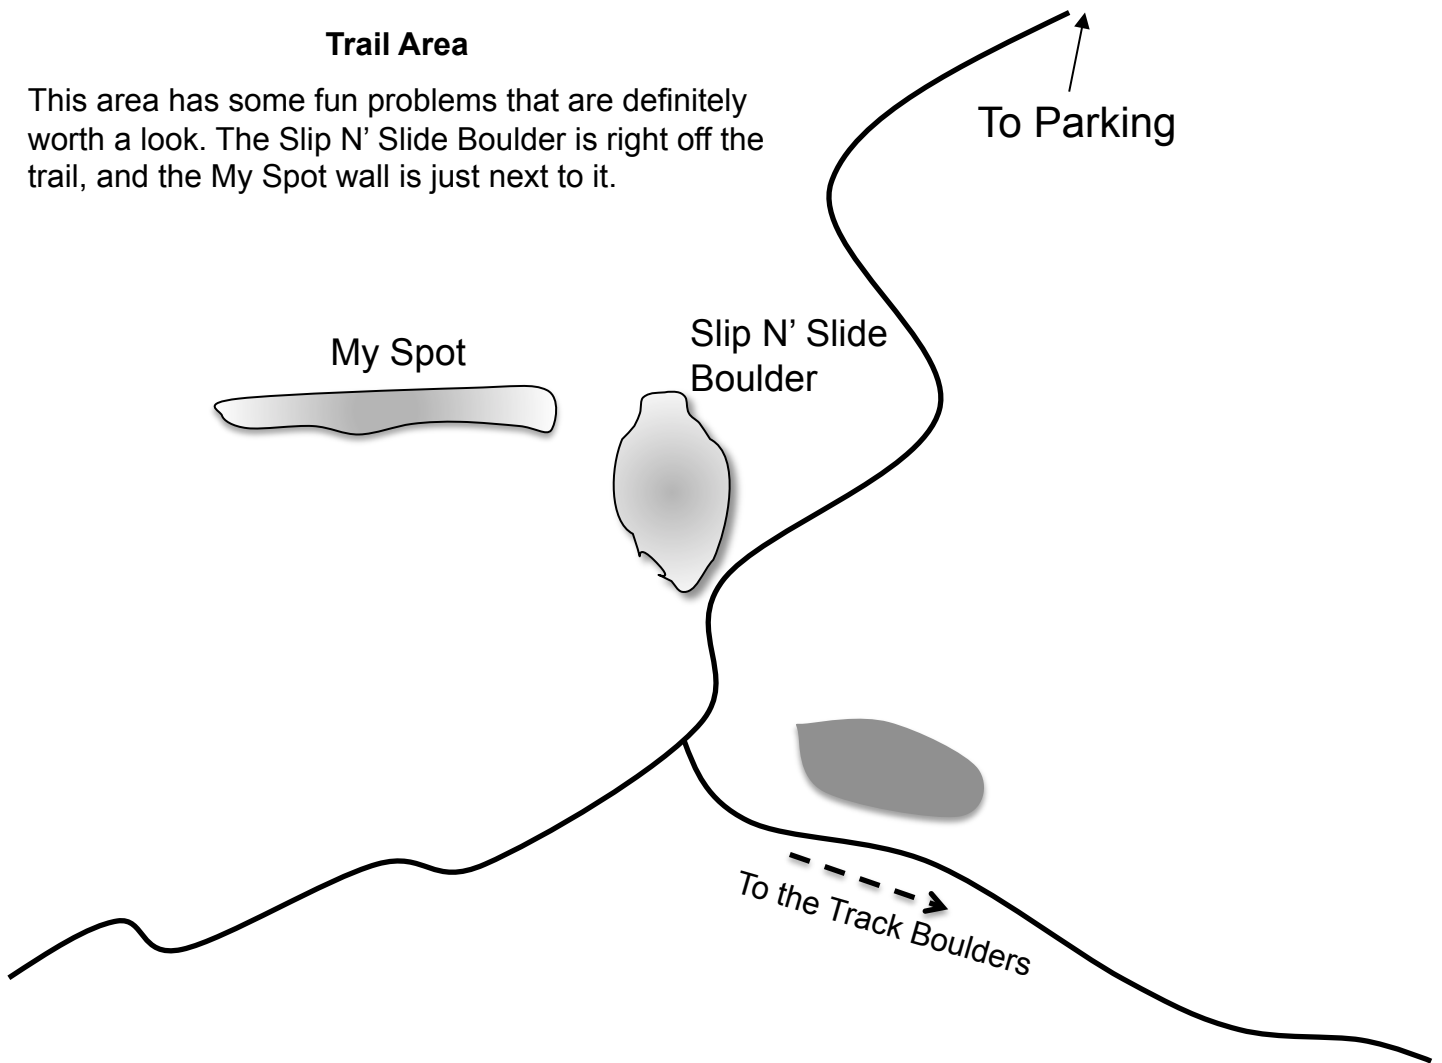 Trail Area
This area has some fun problems that are definitely
worth a look. The Slip N’ Slide Boulder is right off the
trail, and the My Spot wall is just next to it.
To Parking
My Spot
Slip N’ Slide
Boulder
To the Track Boulders